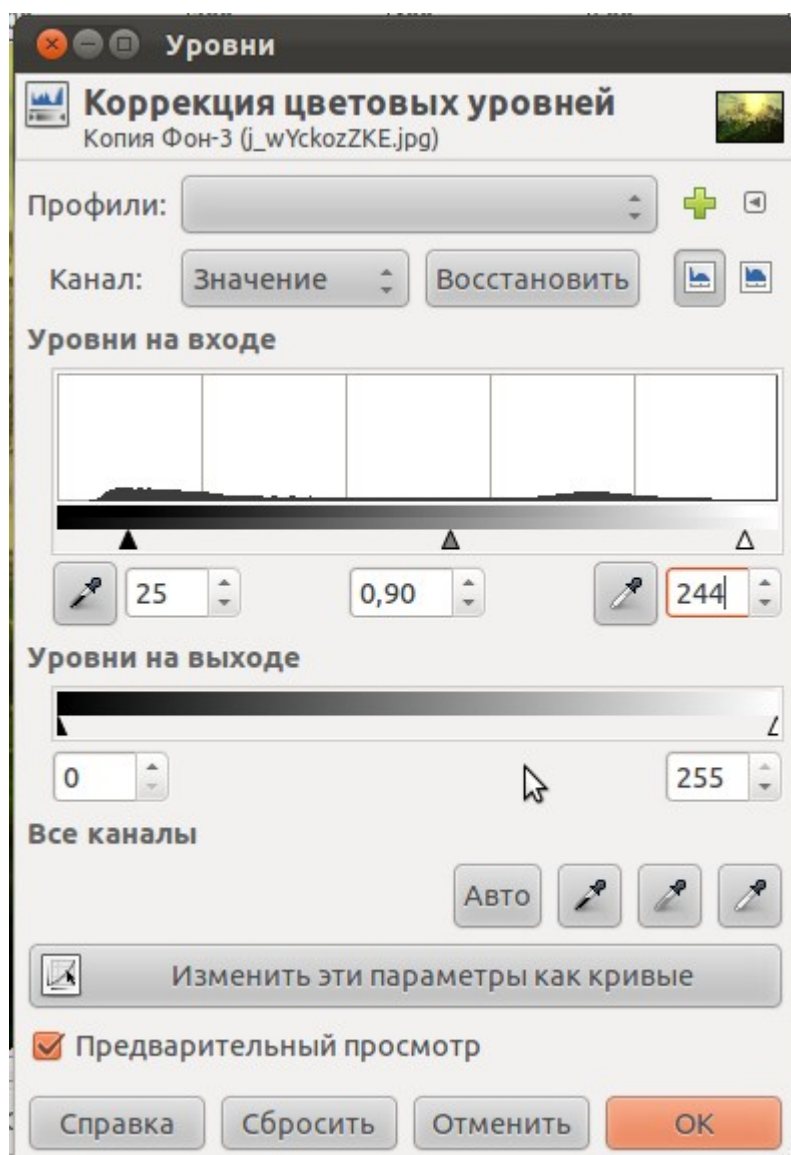 Уровни
Коррекция цветовых уровней
Копия Фон-3 (j_wYckozZKE.jpg)
Профили:
Канал: Значение Восстановить
Уровни на входе
25 0,90 244
Уровни на выходе
0 255
Все каналы
Авто
Изменить эти параметры как кривые
Предварительный просмотр
Справка Сбросить Отменить OK